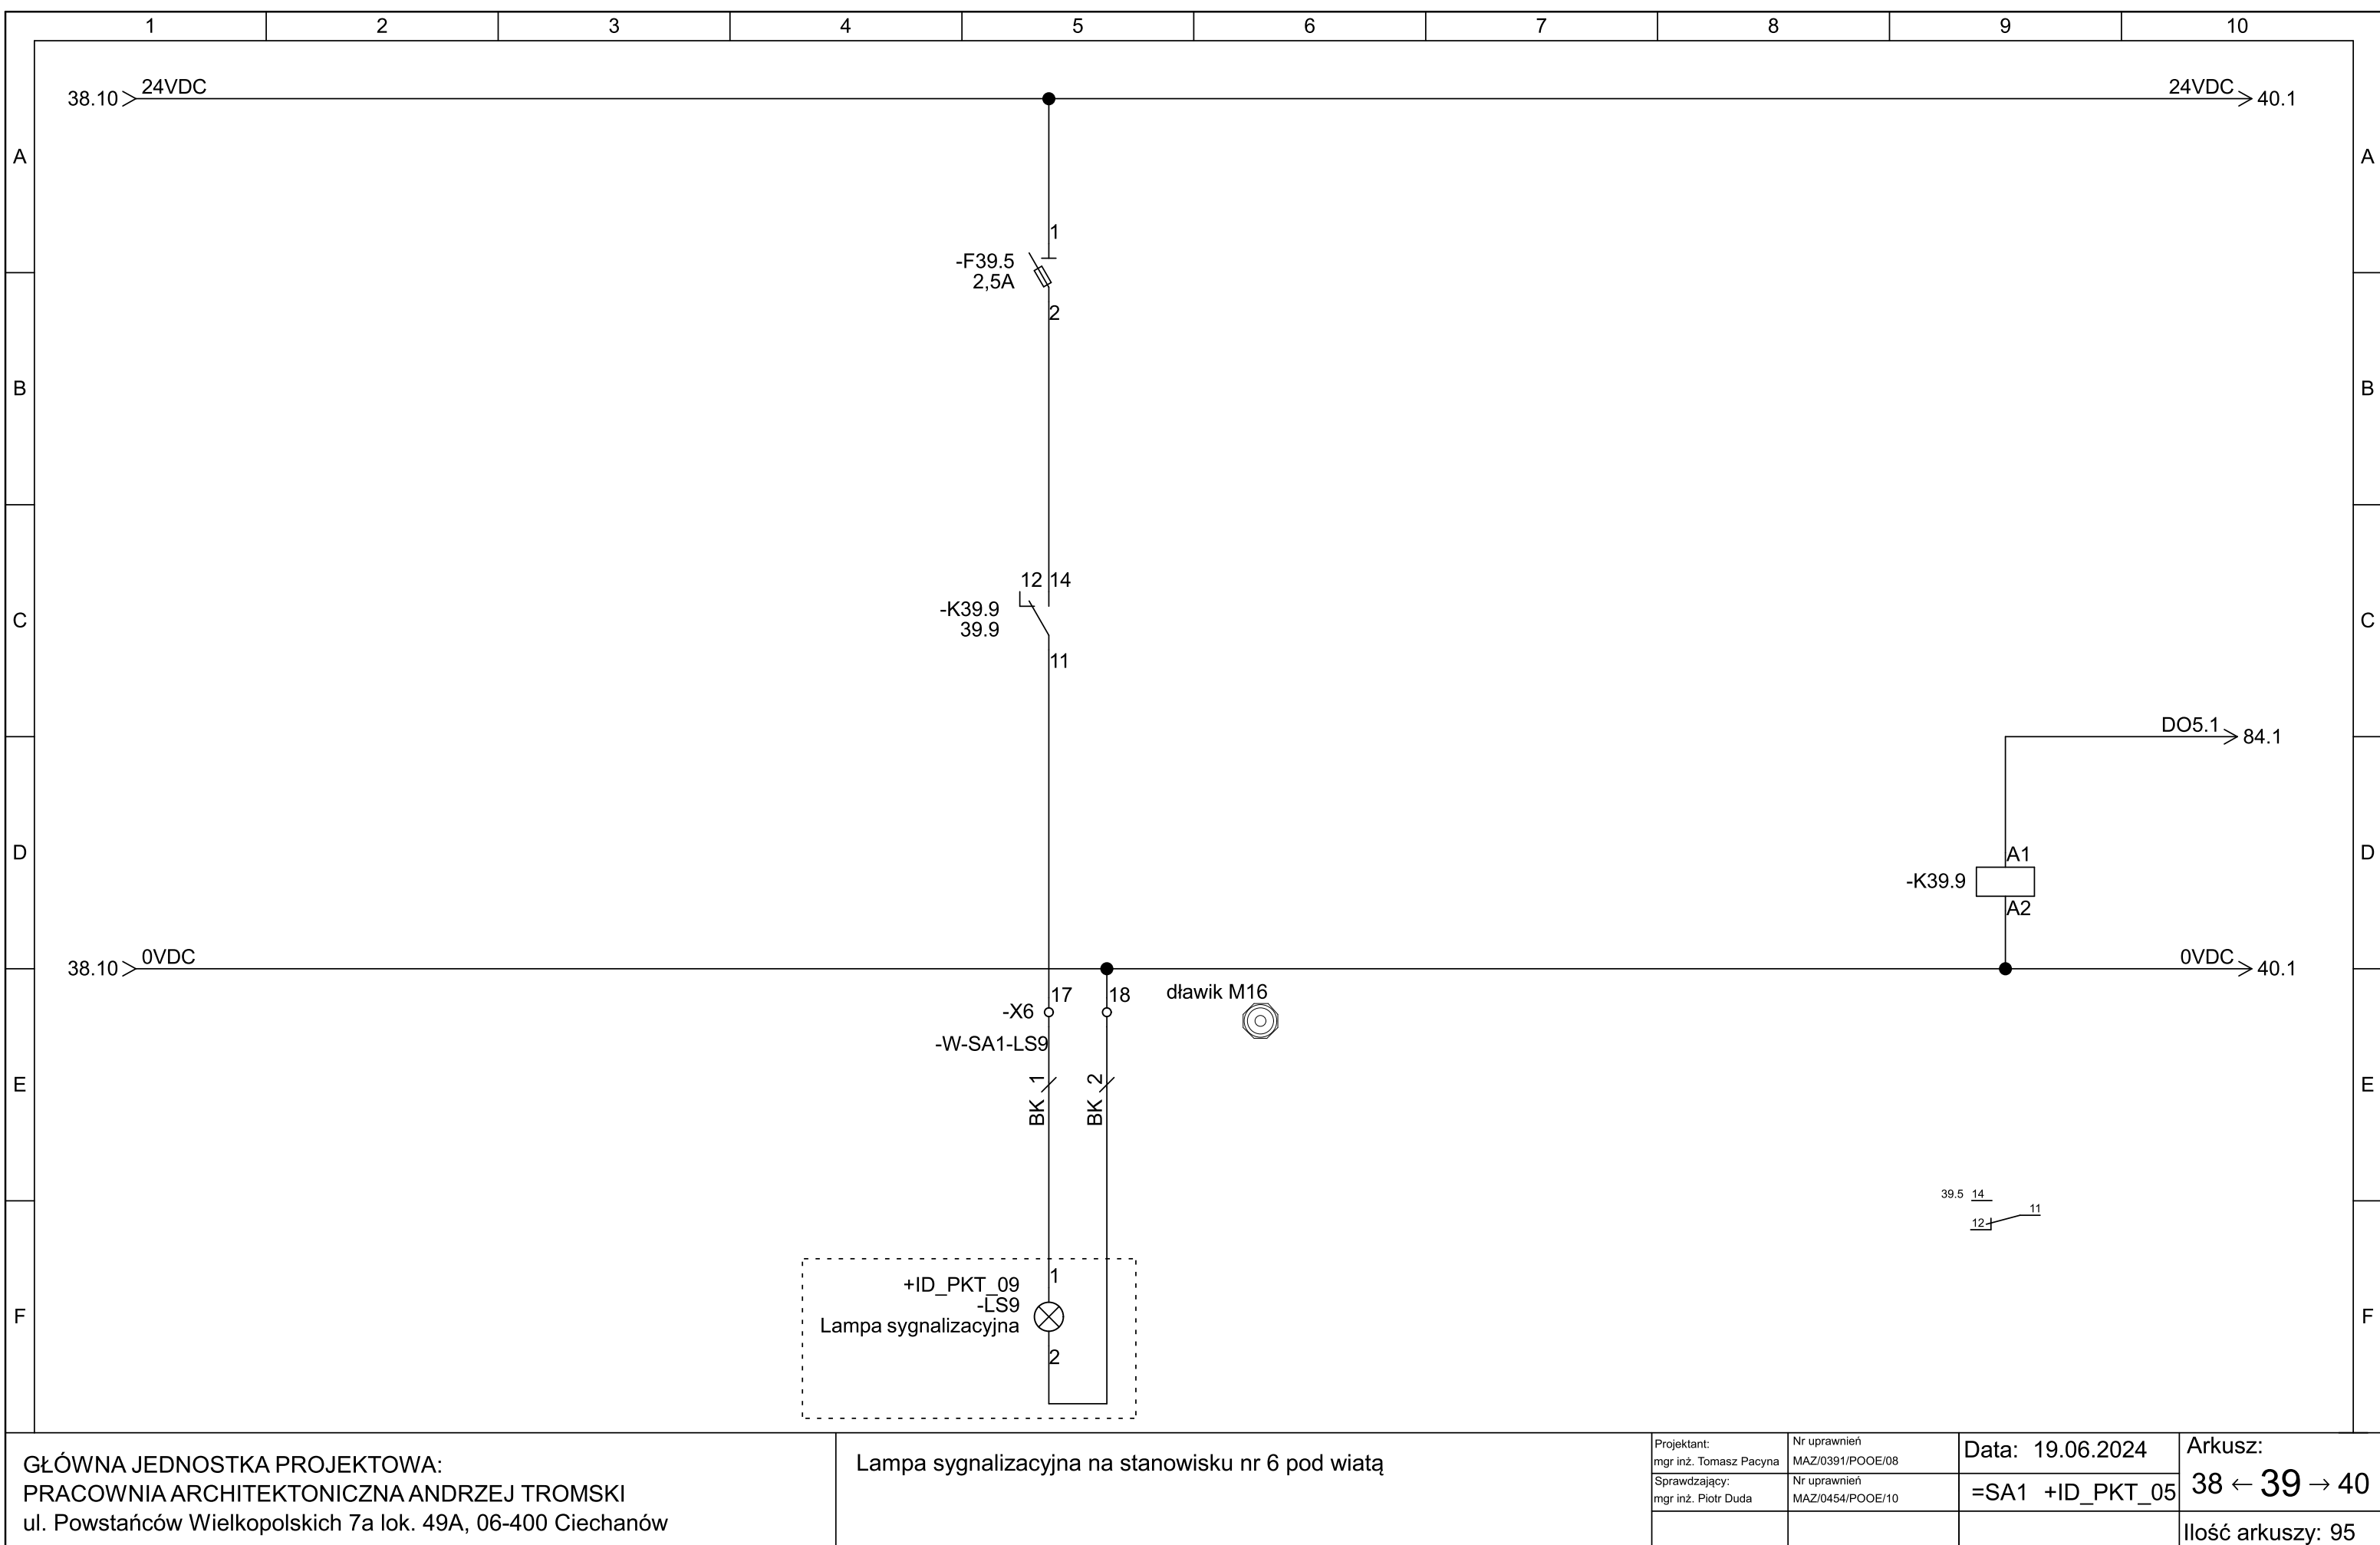 1 2 3 4 5 6 7 8 9 10
38.10 24VDC
24VDC 40.1
A
A
1
-F39.5
2,5A
2
B
B
12 14
-K39.9
39.9
11
C
C
DO5.1 84.1
D
D
A1
-K39.9
A2
38.10 0VDC
0VDC 40.1
17 18 dławik M16
-X6
-W-SA1-LS9
E
E
BK 1
BK 2
39.5 14
11
12
1
+ID_PKT_09
-LS9
Lampa sygnalizacyjna
2
F
F
GŁÓWNA JEDNOSTKA PROJEKTOWA:
PRACOWNIA ARCHITEKTONICZNA ANDRZEJ TROMSKI
ul. Powstańców Wielkopolskich 7a lok. 49A, 06-400 Ciechanów
Lampa sygnalizacyjna na stanowisku nr 6 pod wiatą
Projektant:
mgr inż. Tomasz Pacyna
Nr uprawnień
MAZ/0391/POOE/08
Sprawdzający:
mgr inż. Piotr Duda
Nr uprawnień
MAZ/0454/POOE/10
Data: 19.06.2024
=SA1 +ID_PKT_05
Arkusz:
38 ← 39 → 40
Ilość arkuszy: 95